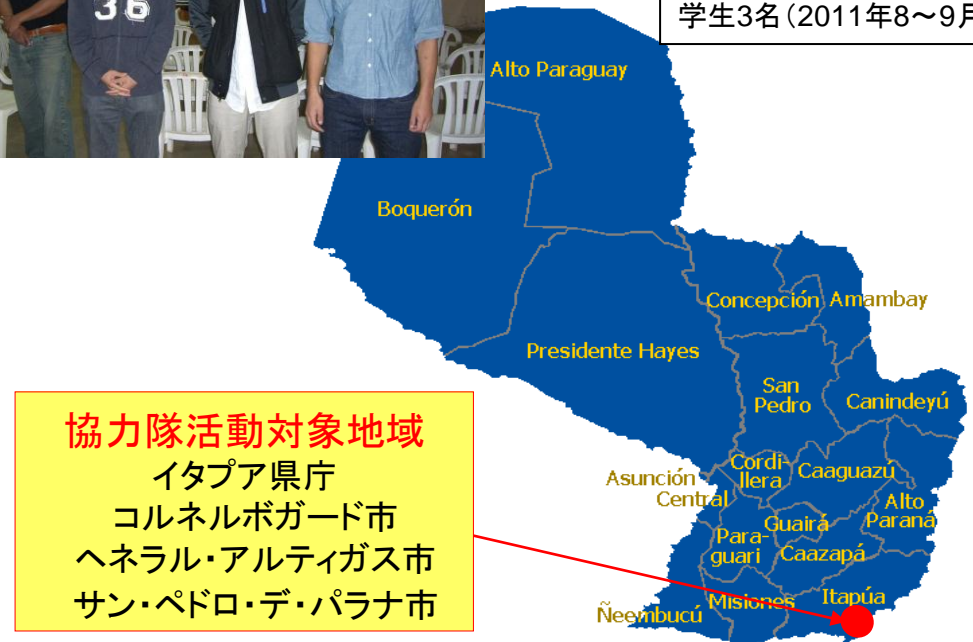 36
学生3名（2011年8～9月
Alto Paraguay
Boquerón
Concepción
Amambay
Presidente Hayes
San
Pedro
Canindeyú
協力隊活動対象地域
イタプア県庁
コルネルボガード市
ヘネラル・アルティガス市
サン・ペドロ・デ・パラナ市
Asunción
Central
Cordi-
llera
Caaguazú
Alto
Paraná
Guairá
Para-
guari
Caazapá
Itapúa
Misiones
Ñeembucú